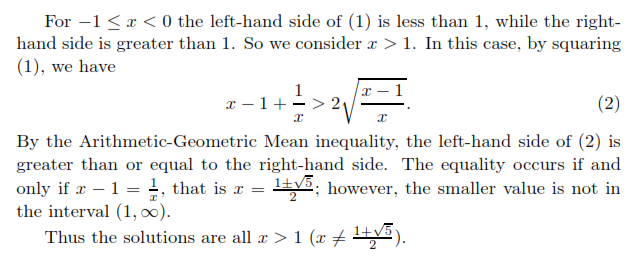 For −1 ≤ x < 0 the left-hand side of (1) is less than 1, while the right-
hand side is greater than 1. So we consider x > 1. In this case, by squaring
(1), we have
x − 1 + 1/x > 2√((x − 1)/x). (2)
By the Arithmetic-Geometric Mean inequality, the left-hand side of (2) is
greater than or equal to the right-hand side. The equality occurs if and
only if x − 1 = 1/x, that is x = (1±√5)/2; however, the smaller value is not in
the interval (1, ∞).
Thus the solutions are all x > 1 (x ≠ (1+√5)/2).